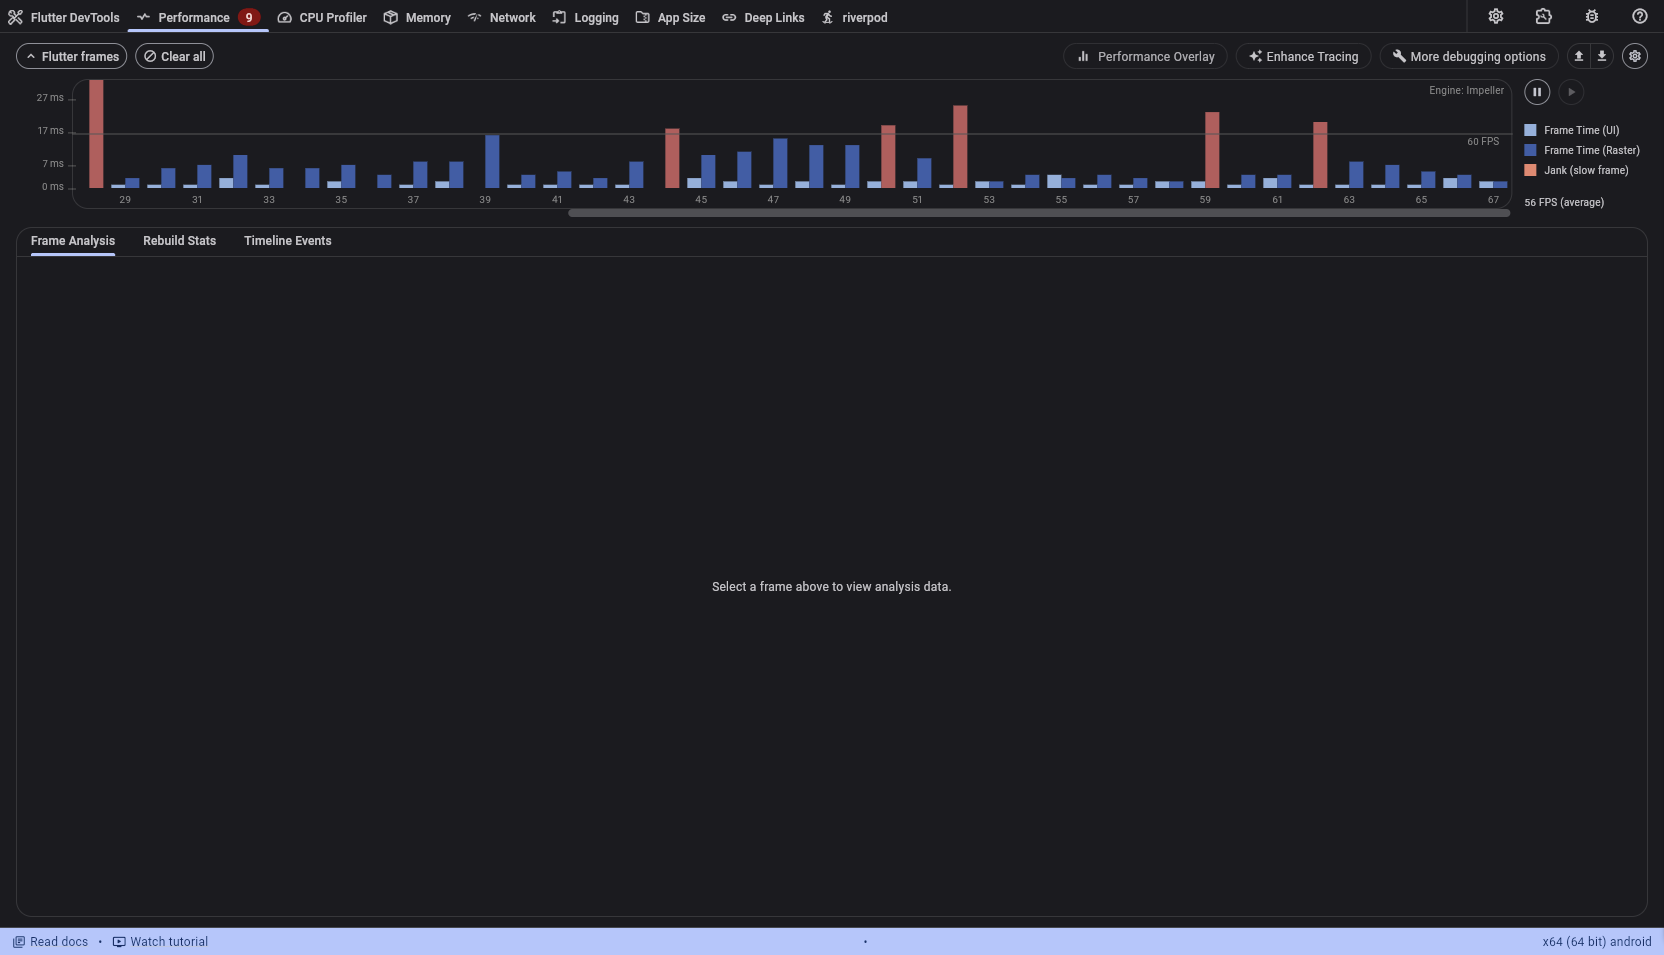 Flutter DevTools Performance 9 CPU Profiler Memory Network Logging App Size Deep Links riverpod
Flutter frames Clear all Performance Overlay Enhance Tracing More debugging options
Engine: Impeller
27 ms
17 ms
7 ms
0 ms
60 FPS
29 31 33 35 37 39 41 43 45 47 49 51 53 55 57 59 61 63 65 67
Frame Time (UI)
Frame Time (Raster)
Jank (slow frame)
56 FPS (average)
Frame Analysis Rebuild Stats Timeline Events
Select a frame above to view analysis data.
Read docs • Watch tutorial • x64 (64 bit) android